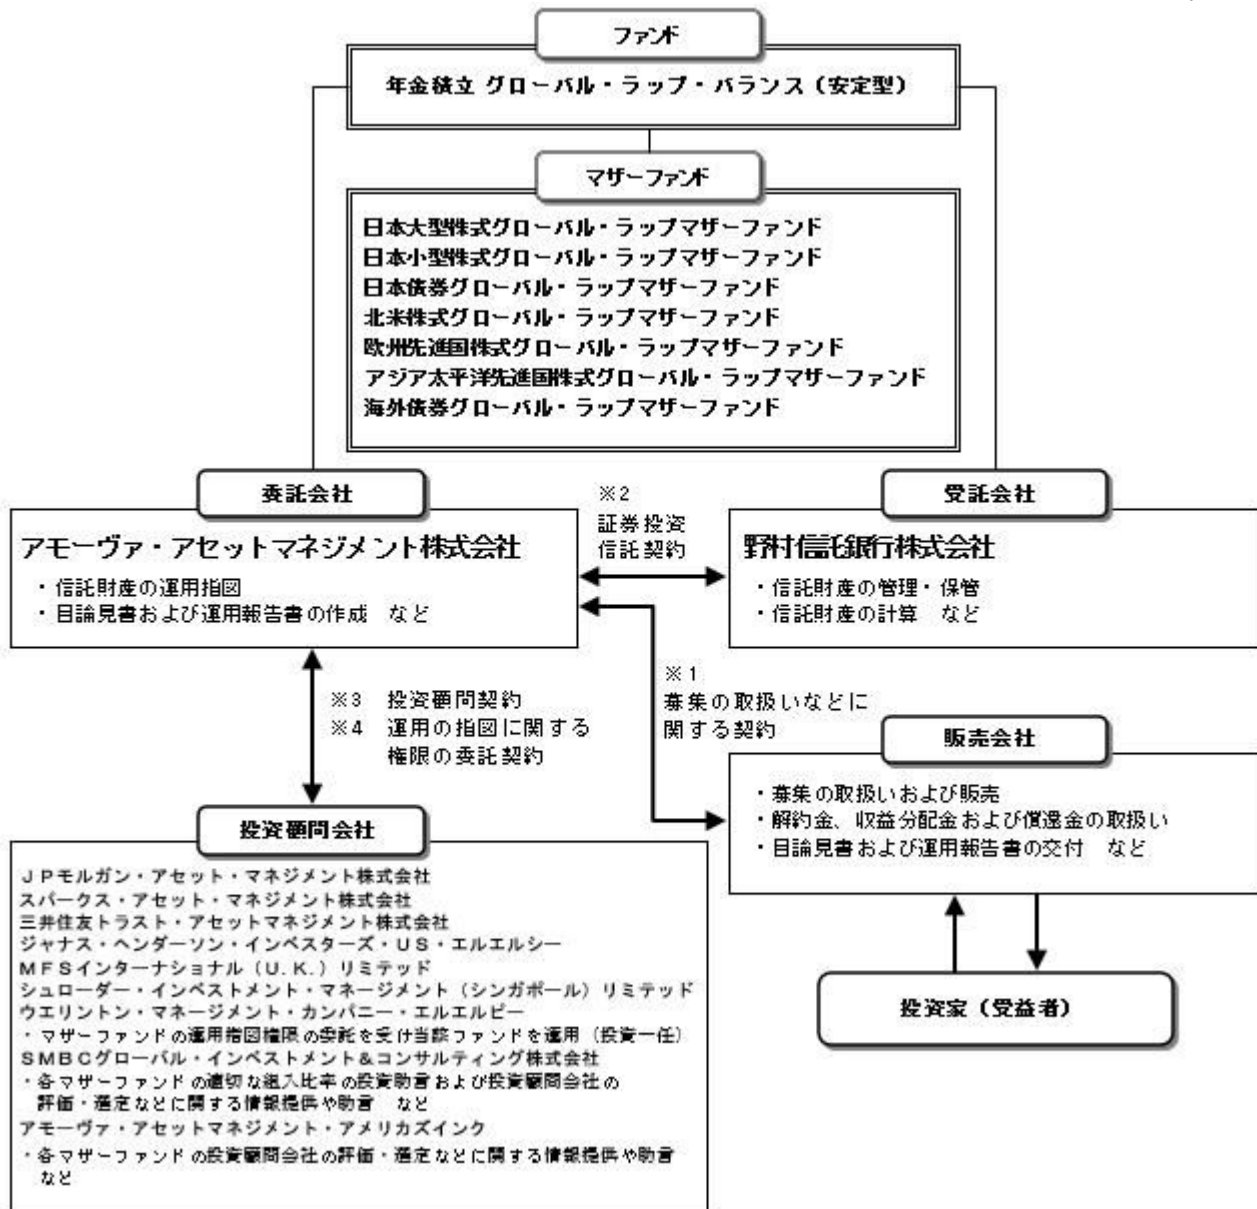 ファンド
年金積立 グローバル・ラップ・バランス（安定型）
マザーファンド
日本大型株式グローバル・ラップマザーファンド
日本小型株式グローバル・ラップマザーファンド
日本債券グローバル・ラップマザーファンド
北米株式グローバル・ラップマザーファンド
欧州先進国株式グローバル・ラップマザーファンド
アジア太平洋先進国株式グローバル・ラップマザーファンド
海外債券グローバル・ラップマザーファンド
委託会社
アモーヴァ・アセットマネジメント株式会社
・信託財産の運用指図
・目論見書および運用報告書の作成　など
※2
証券投資
信託契約
受託会社
野村信託銀行株式会社
・信託財産の管理・保管
・信託財産の計算　など
※3　投資顧問契約
※4　運用の指図に関する
権限の委託契約
※1
募集の取扱いなどに
関する契約
販売会社
・募集の取扱いおよび販売
・解約金、収益分配金および償還金の取扱い
・目論見書および運用報告書の交付　など
投資顧問会社
ＪＰモルガン・アセット・マネジメント株式会社
スパークス・アセット・マネジメント株式会社
三井住友トラスト・アセットマネジメント株式会社
ジャナス・ヘンダーソン・インベスターズ・ＵＳ・エルエルシー
ＭＦＳインターナショナル（Ｕ．Ｋ．）リミテッド
シュローダー・インベストメント・マネージメント（シンガポール）リミテッド
ウエリントン・マネージメント・カンパニー・エルエルピー
・マザーファンドの運用指図権限の委託を受け当該ファンドを運用（投資一任）
ＳＭＢＣグローバル・インベストメント＆コンサルティング株式会社
・各マザーファンドの適切な組入比率の投資助言および投資顧問会社の
評価・選定などに関する情報提供や助言　など
アモーヴァ・アセットマネジメント・アメリカズインク
・各マザーファンドの投資顧問会社の評価・選定などに関する情報提供や助言
など
投資家（受益者）